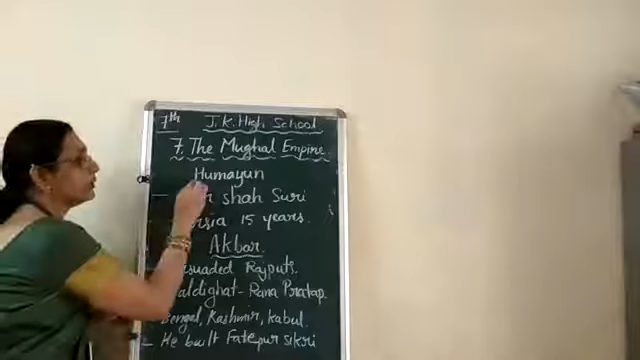 7th J.K. High School
7. The Mughal Empire
Humayun
shah Suri
15 years.
Akbar.
Rajputs.
Rana Pratap.
Bengal, Kashmir, Kabul.
- He built Fatepur Sikri